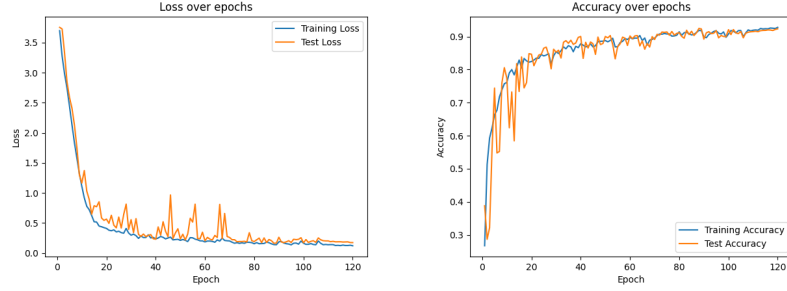 Loss over epochs
3.5
3.0
2.5
2.0
1.5
1.0
0.5
0.0
Loss
0
20
40
60
80
100
120
Epoch
Training Loss
Test Loss
Accuracy over epochs
0.9
0.8
0.7
0.6
0.5
0.4
0.3
Accuracy
0
20
40
60
80
100
120
Epoch
Training Accuracy
Test Accuracy